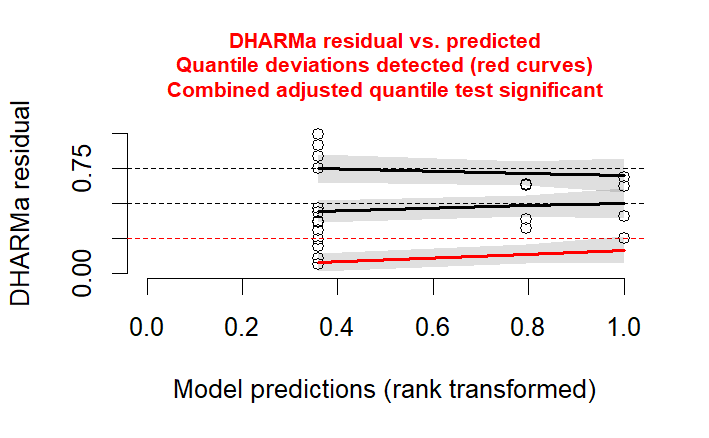 DHARMa residual vs. predicted
Quantile deviations detected (red curves)
Combined adjusted quantile test significant
DHARMa residual
0.75
0.00
0.0 0.2 0.4 0.6 0.8 1.0
Model predictions (rank transformed)